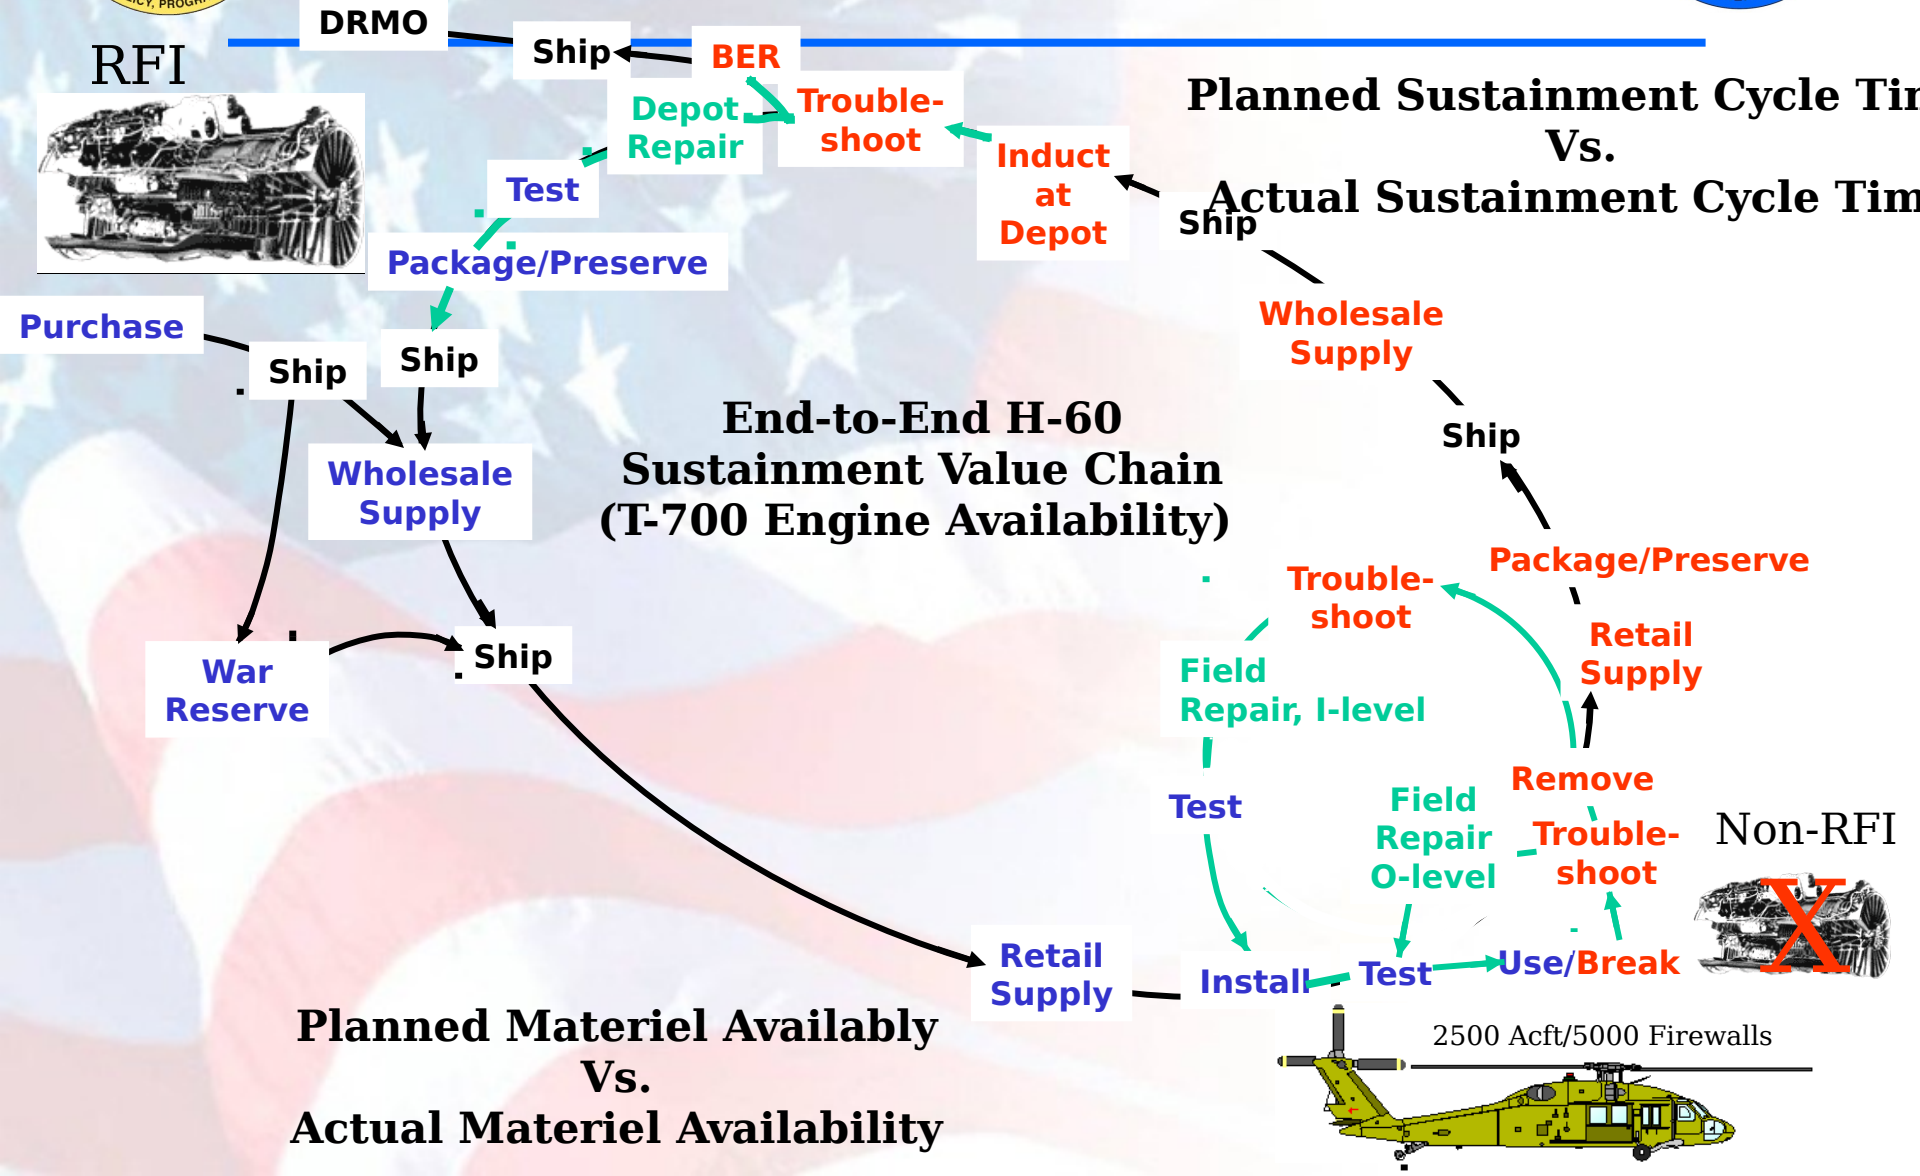 LICY, PROGR
DRMO
Ship
BER
RFI
Depot
Repair
Trouble-
shoot
Planned Sustainment Cycle Tim
Vs.
Actual Sustainment Cycle Tim
Induct
at
Depot
Ship
Test
Package/Preserve
Purchase
Ship
Ship
Wholesale
Supply
Wholesale
Supply
End-to-End H-60
Sustainment Value Chain
(T-700 Engine Availability)
Ship
Package/Preserve
Trouble-
shoot
Retail
Supply
War
Reserve
Ship
Field
Repair, I-level
Remove
Test
Field
Repair
O-level
Trouble-
shoot
Non-RFI
X
Retail
Supply
Install
Test
Use/Break
2500 Acft/5000 Firewalls
Planned Materiel Availably
Vs.
Actual Materiel Availability